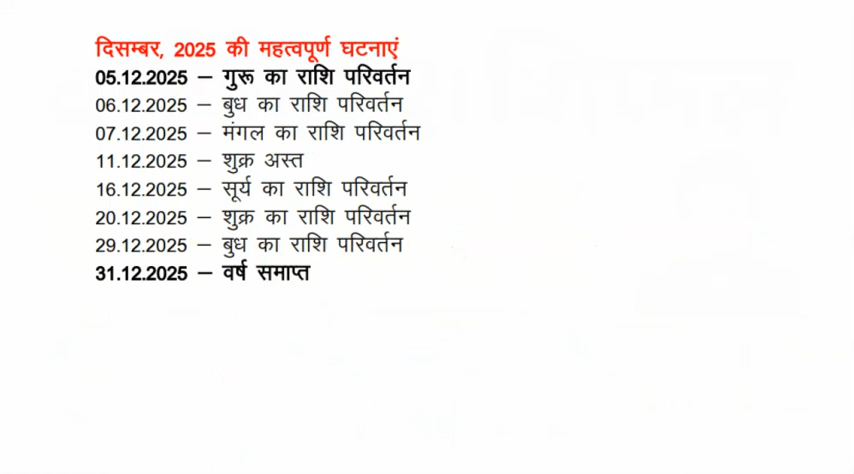 दिसम्बर, 2025 की महत्वपूर्ण घटनाएं
05.12.2025 – गुरू का राशि परिवर्तन
06.12.2025 – बुध का राशि परिवर्तन
07.12.2025 – मंगल का राशि परिवर्तन
11.12.2025 – शुक्र अस्त
16.12.2025 – सूर्य का राशि परिवर्तन
20.12.2025 – शुक्र का राशि परिवर्तन
29.12.2025 – बुध का राशि परिवर्तन
31.12.2025 – वर्ष समाप्त